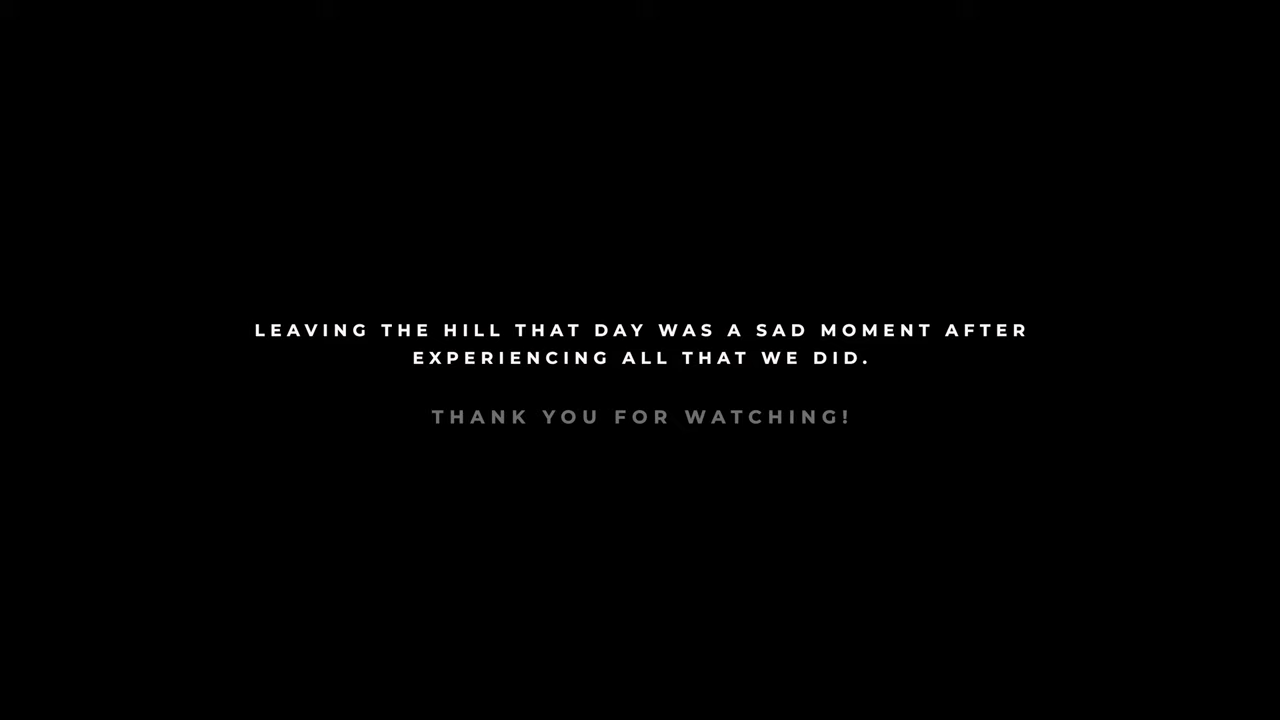 LEAVING THE HILL THAT DAY WAS A SAD MOMENT AFTER
EXPERIENCING ALL THAT WE DID.
THANK YOU FOR WATCHING!